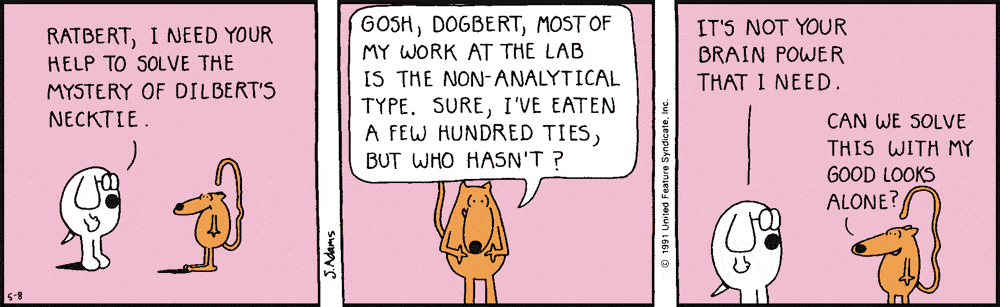 RATBERT, I NEED YOUR
HELP TO SOLVE THE
MYSTERY OF DILBERT'S
NECKTIE.
5-8
S.Adams
GOSH, DOGBERT, MOST OF
MY WORK AT THE LAB
IS THE NON-ANALYTICAL
TYPE. SURE, I'VE EATEN
A FEW HUNDRED TIES,
BUT WHO HASN'T?
© 1991 United Feature Syndicate, Inc.
IT'S NOT YOUR
BRAIN POWER
THAT I NEED.
CAN WE SOLVE
THIS WITH MY
GOOD LOOKS
ALONE?